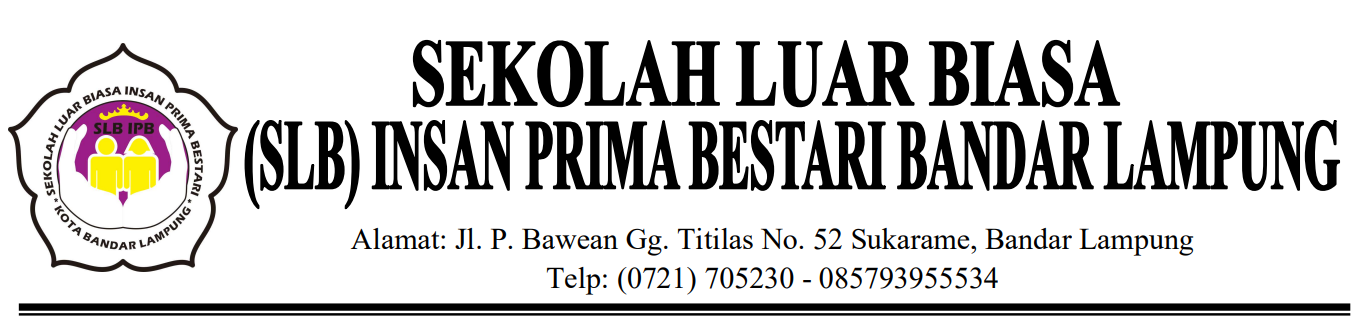 SEKOLAH LUAR BIASA
(SLB) INSAN PRIMA BESTARI BANDAR LAMPUNG
Alamat: Jl. P. Bawean Gg. Titilas No. 52 Sukarame, Bandar Lampung
Telp: (0721) 705230 - 085793955534
SEKOLAH LUAR BIASA INSAN PRIMA BESTARI
SLB IPB
* KOTA BANDAR LAMPUNG *